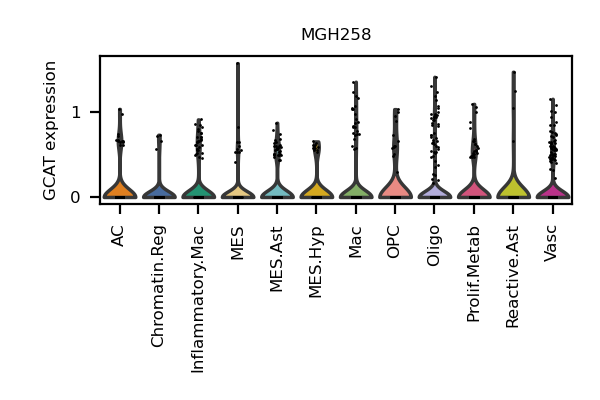 MGH258
GCAT expression
1
0
AC
Chromatin.Reg
Inflammatory.Mac
MES
MES.Ast
MES.Hyp
Mac
OPC
Oligo
Prolif.Metab
Reactive.Ast
Vasc